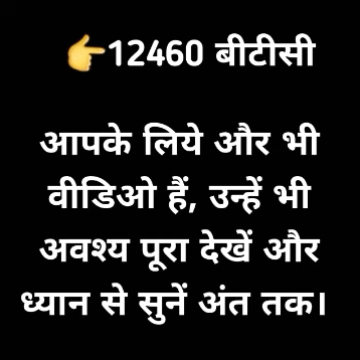 👉12460 बीटीसी
आपके लिये और भी
वीडिओ हैं, उन्हें भी
अवश्य पूरा देखें और
ध्यान से सुनें अंत तक।